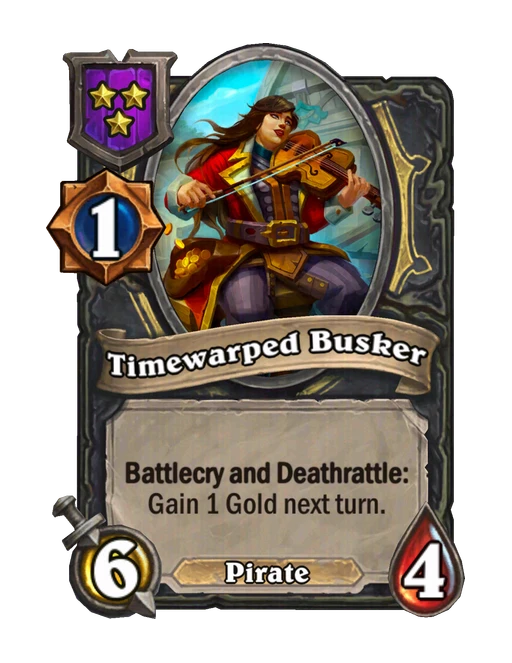 1
Timewarped Busker
Battlecry and Deathrattle:
Gain 1 Gold next turn.
6
Pirate
4